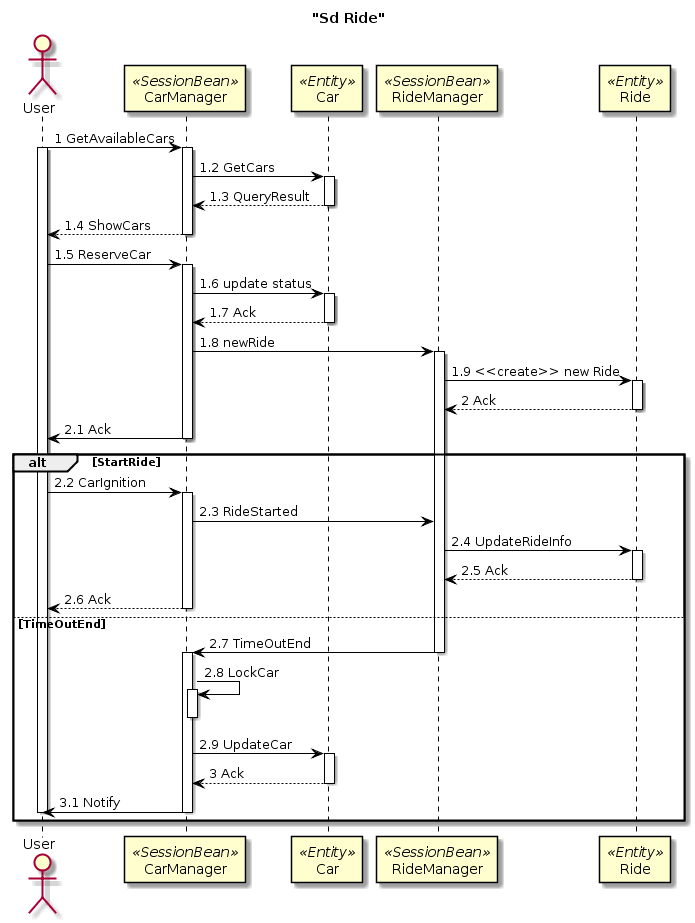 "Sd Ride"
User
«SessionBean»
CarManager
«Entity»
Car
«SessionBean»
RideManager
«Entity»
Ride
1 GetAvailableCars
1.2 GetCars
1.3 QueryResult
1.4 ShowCars
1.5 ReserveCar
1.6 update status
1.7 Ack
1.8 newRide
1.9 <<create>> new Ride
2 Ack
2.1 Ack
alt [StartRide]
2.2 CarIgnition
2.3 RideStarted
2.4 UpdateRideInfo
2.5 Ack
2.6 Ack
[TimeOutEnd]
2.7 TimeOutEnd
2.8 LockCar
2.9 UpdateCar
3 Ack
3.1 Notify
User
«SessionBean»
CarManager
«Entity»
Car
«SessionBean»
RideManager
«Entity»
Ride